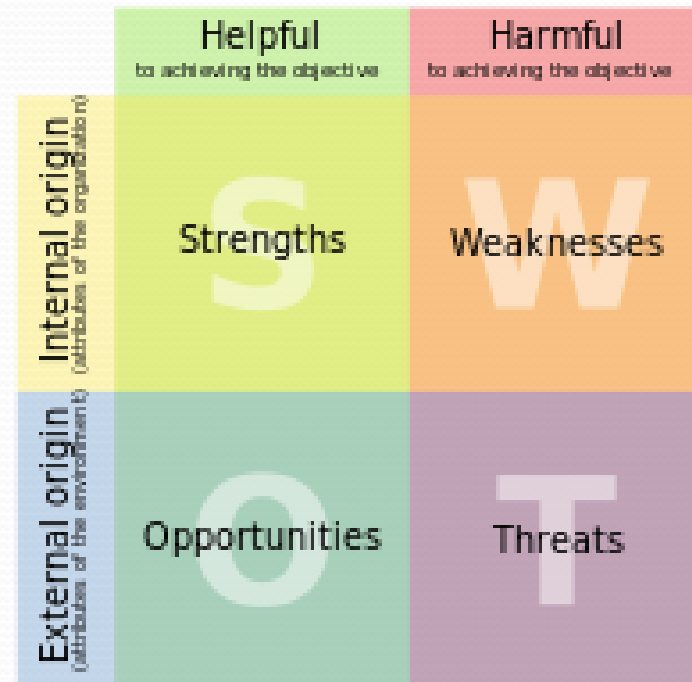 Helpful
to achieving the objective
Harmful
to achieving the objective
Internal origin
(attributes of the organization)
S
Strengths
W
Weaknesses
External origin
(attributes of the environment)
O
Opportunities
T
Threats